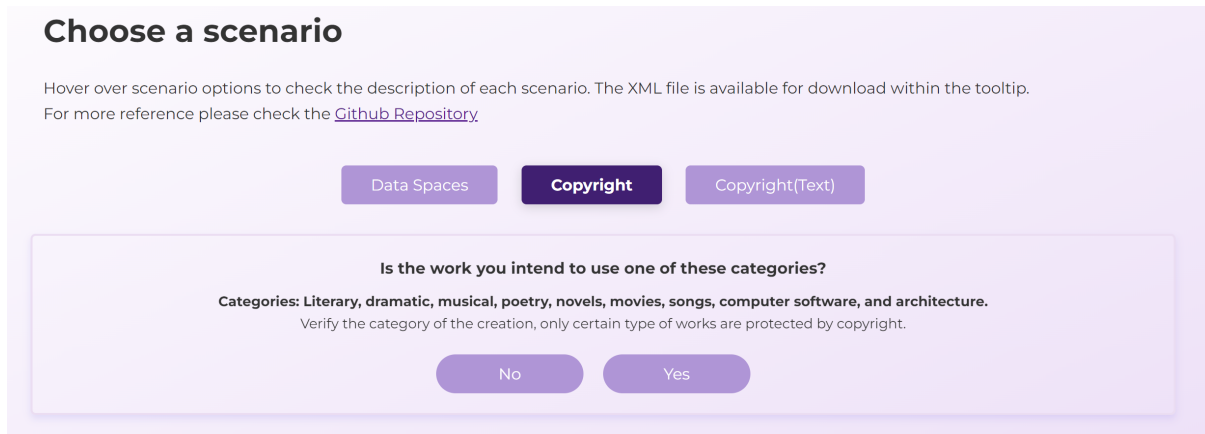 Choose a scenario
Hover over scenario options to check the description of each scenario. The XML file is available for download within the tooltip.
For more reference please check the Github Repository
Data Spaces
Copyright
Copyright(Text)
Is the work you intend to use one of these categories?
Categories: Literary, dramatic, musical, poetry, novels, movies, songs, computer software, and architecture.
Verify the category of the creation, only certain type of works are protected by copyright.
No
Yes